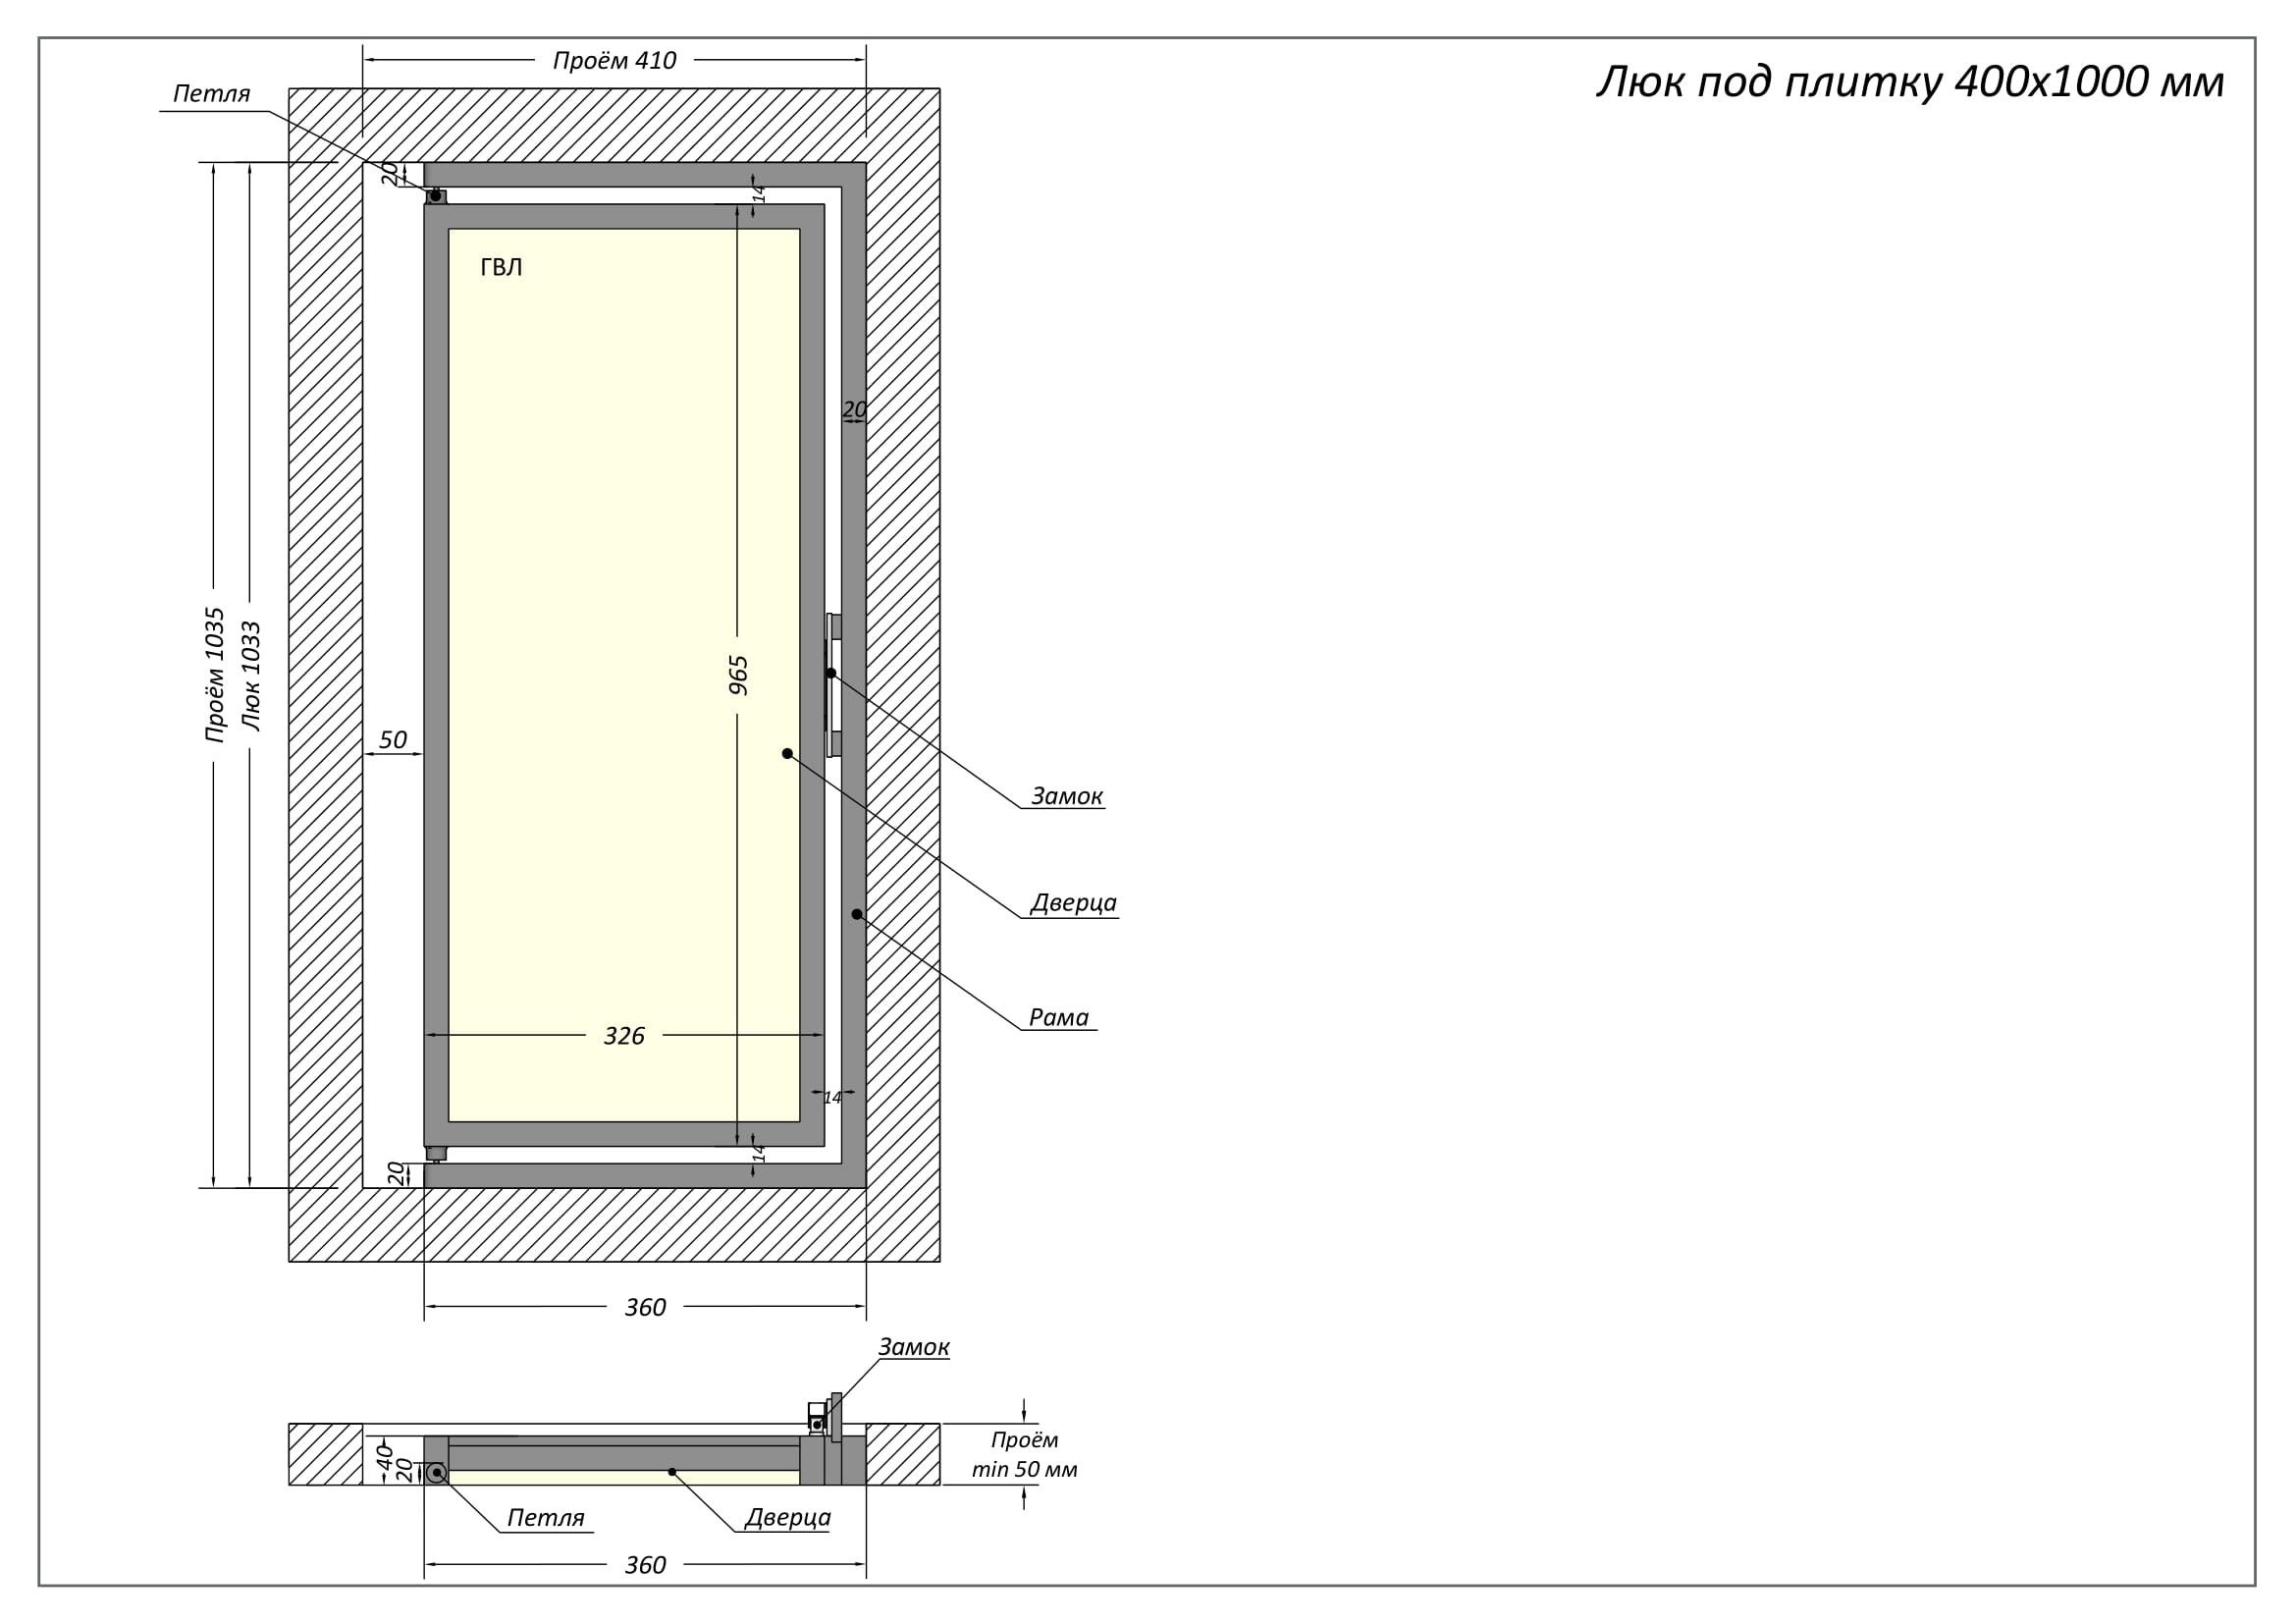 Проём 410
Люк под плитку 400х1000 мм
Петля
20
14
ГВЛ
20
Проём 1035
Люк 1033
965
50
Замок
Дверца
Рама
326
14
14
20
360
Замок
40
20
Проём
min 50 мм
Петля
Дверца
360